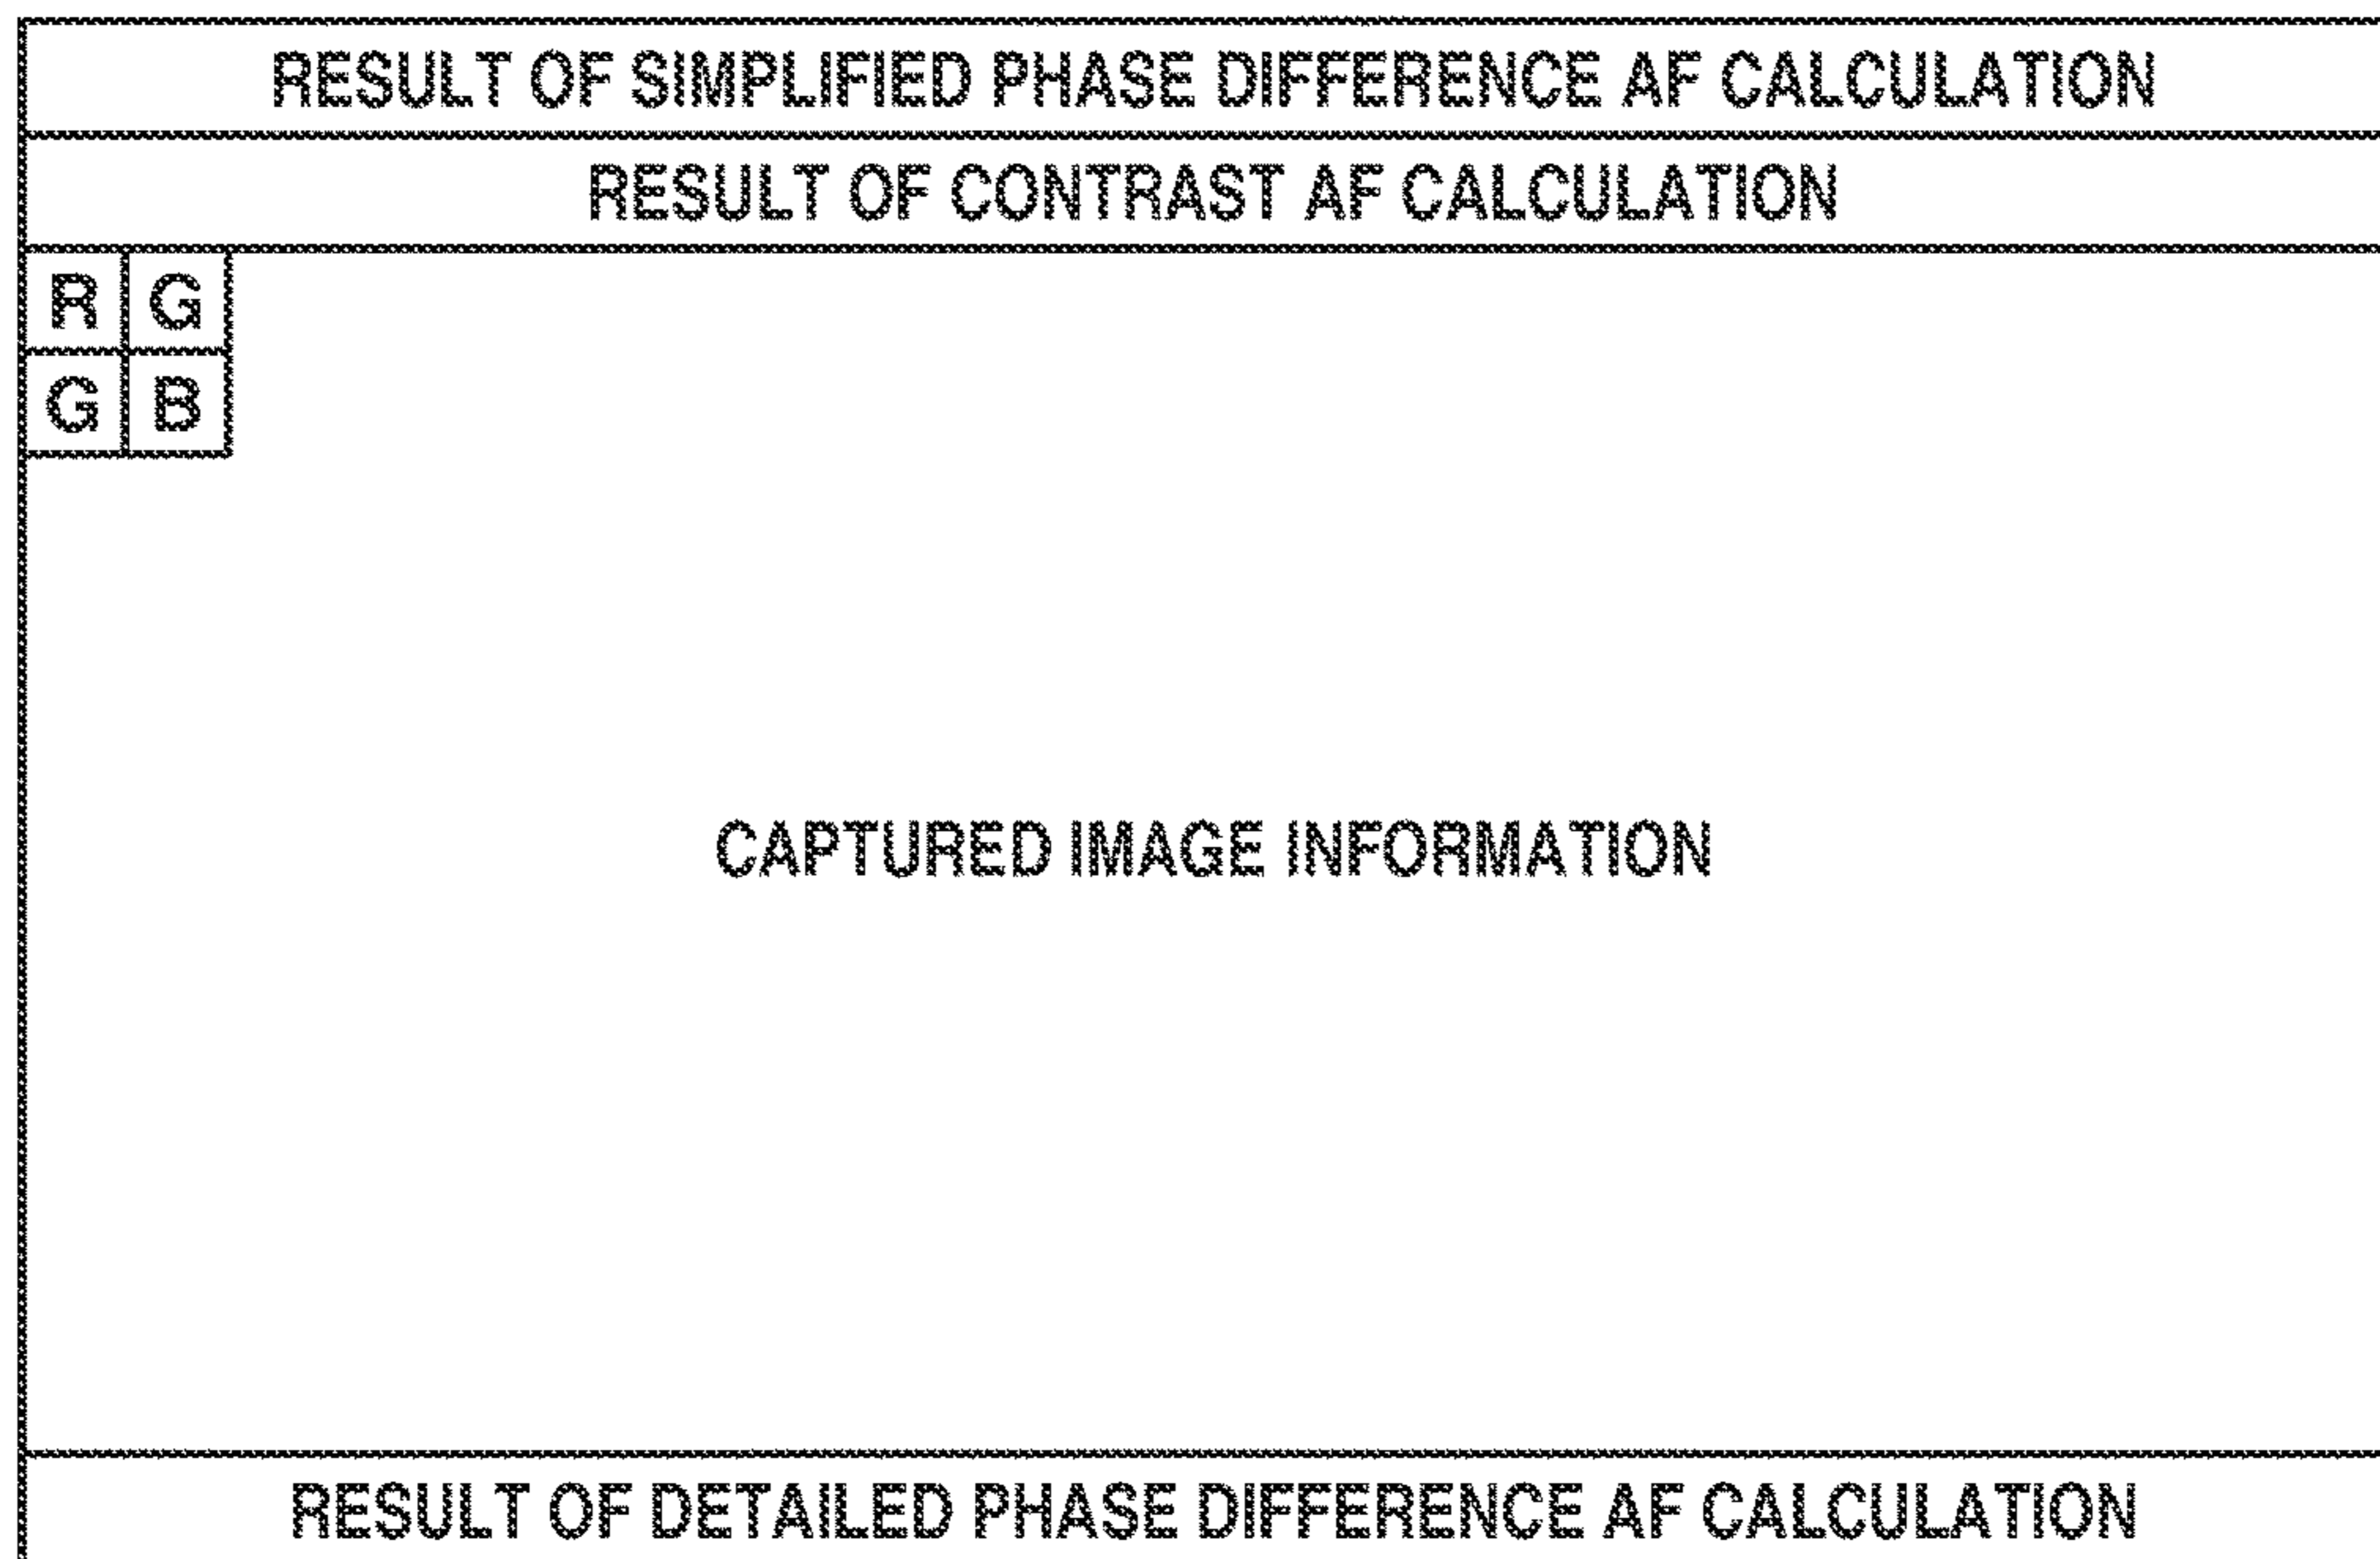 RESULT OF SIMPLIFIED PHASE DIFFERENCE AF CALCULATION
RESULT OF CONTRAST AF CALCULATION
R G
G B
CAPTURED IMAGE INFORMATION
RESULT OF DETAILED PHASE DIFFERENCE AF CALCULATION